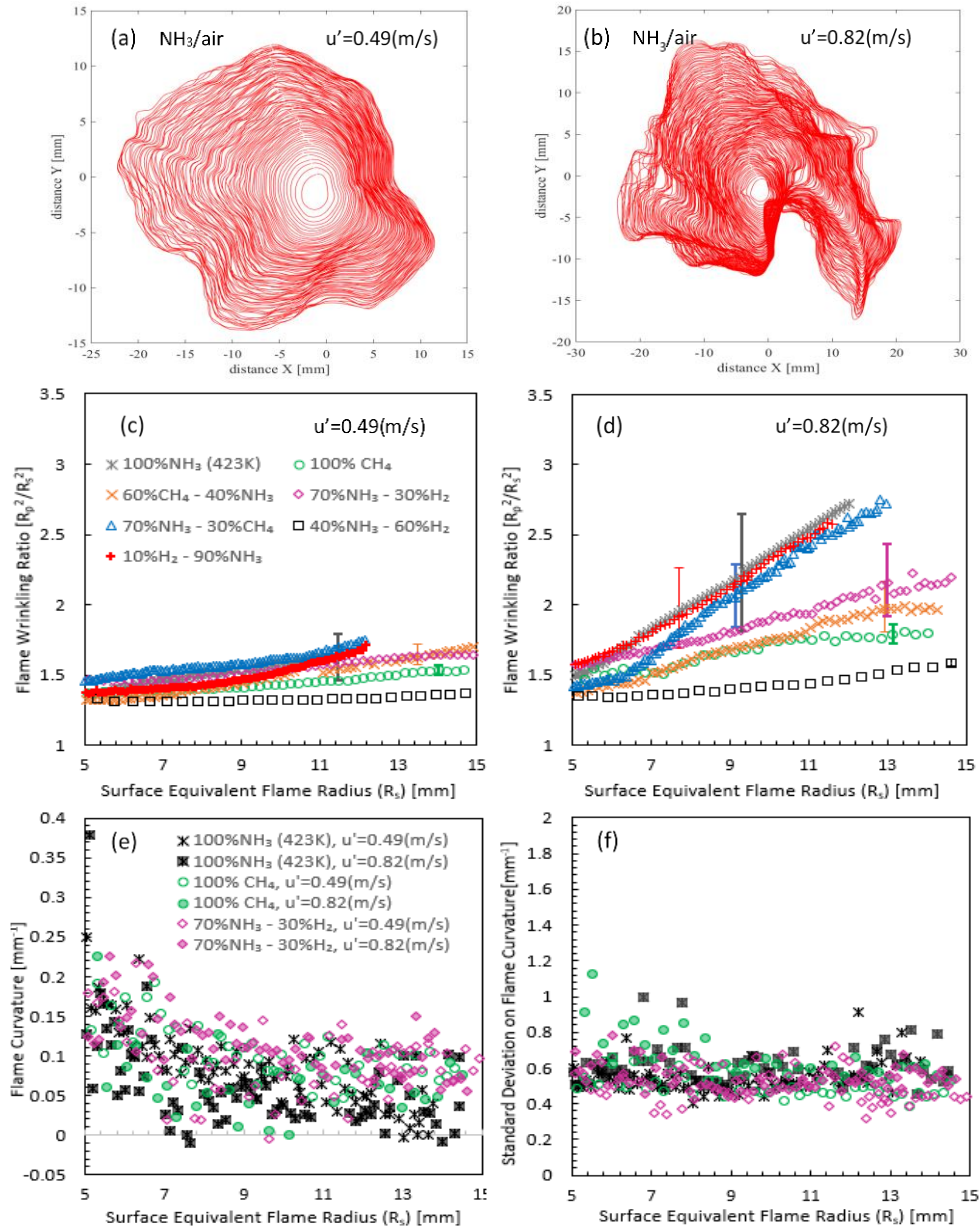 (a) NH₃/air u'=0.49(m/s)
15
10
5
0
-5
-10
-15
distance Y [mm]
-25 -20 -15 -10 -5 0 5 10 15
distance X [mm]
(b) NH₃/air u'=0.82(m/s)
20
15
10
5
0
-5
-10
-15
-20
distance Y [mm]
-30 -20 -10 0 10 20 30
distance X [mm]
(c) u'=0.49(m/s)
100%NH₃ (423K) 100% CH₄
60%CH₄ - 40%NH₃ 70%NH₃ - 30%H₂
70%NH₃ - 30%CH₄ 40%NH₃ - 60%H₂
10%H₂ - 90%NH₃
3.5
3
2.5
2
1.5
1
Flame Wrinkling Ratio [Rₚ²/Rₛ²]
5 7 9 11 13 15
Surface Equivalent Flame Radius (Rₛ) [mm]
(d) u'=0.82(m/s)
3.5
3
2.5
2
1.5
1
Flame Wrinkling Ratio [Rₚ²/Rₛ²]
5 7 9 11 13 15
Surface Equivalent Flame Radius (Rₛ) [mm]
(e)
100%NH₃ (423K), u'=0.49(m/s)
100%NH₃ (423K), u'=0.82(m/s)
100% CH₄, u'=0.49(m/s)
100% CH₄, u'=0.82(m/s)
70%NH₃ - 30%H₂, u'=0.49(m/s)
70%NH₃ - 30%H₂, u'=0.82(m/s)
0.4
0.35
0.3
0.25
0.2
0.15
0.1
0.05
0
-0.05
Flame Curvature [mm⁻¹]
5 7 9 11 13 15
Surface Equivalent Flame Radius (Rₛ) [mm]
(f)
2
1.8
1.6
1.4
1.2
1
0.8
0.6
0.4
0.2
0
Standard Deviation on Flame Curvature[mm⁻¹]
5 7 9 11 13 15
Surface Equivalent Flame Radius (Rₛ) [mm]